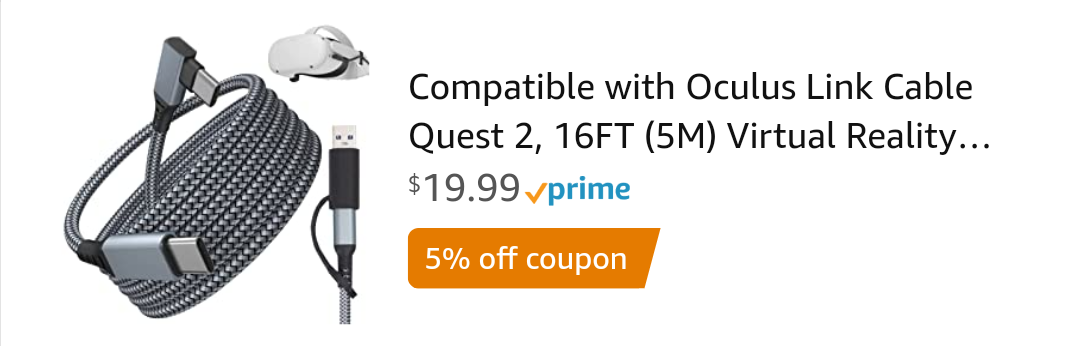 Compatible with Oculus Link Cable
Quest 2, 16FT (5M) Virtual Reality…
$19.99 prime
5% off coupon